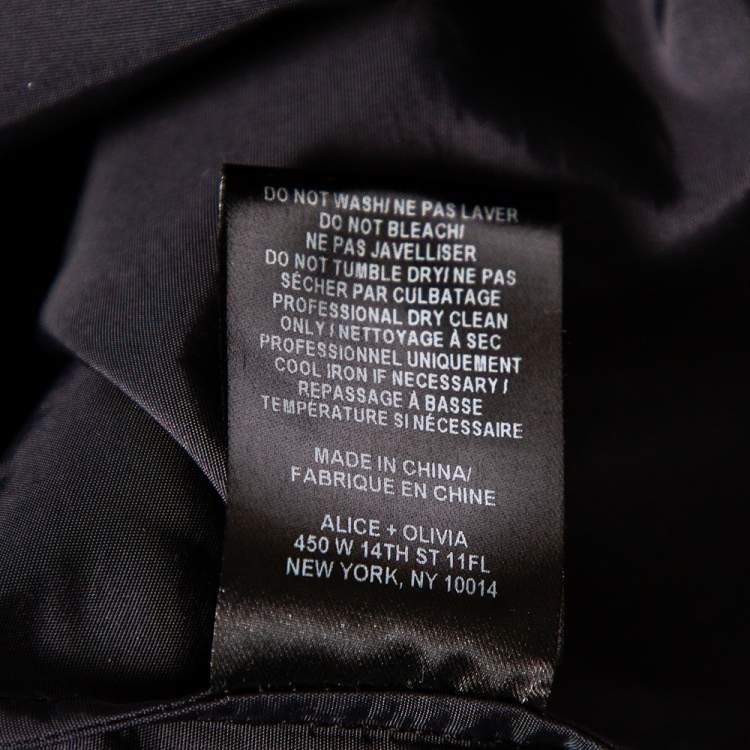 DO NOT WASH/ NE PAS LAVER
DO NOT BLEACH/
NE PAS JAVELLISER
DO NOT TUMBLE DRY/ NE PAS
SÉCHER PAR CULBATAGE
PROFESSIONAL DRY CLEAN
ONLY / NETTOYAGE À SEC
PROFESSIONNEL UNIQUEMENT
COOL IRON IF NECESSARY /
REPASSAGE À BASSE
TEMPÉRATURE SI NÉCESSAIRE
MADE IN CHINA/
FABRIQUE EN CHINE
ALICE + OLIVIA
450 W 14TH ST 11FL
NEW YORK, NY 10014